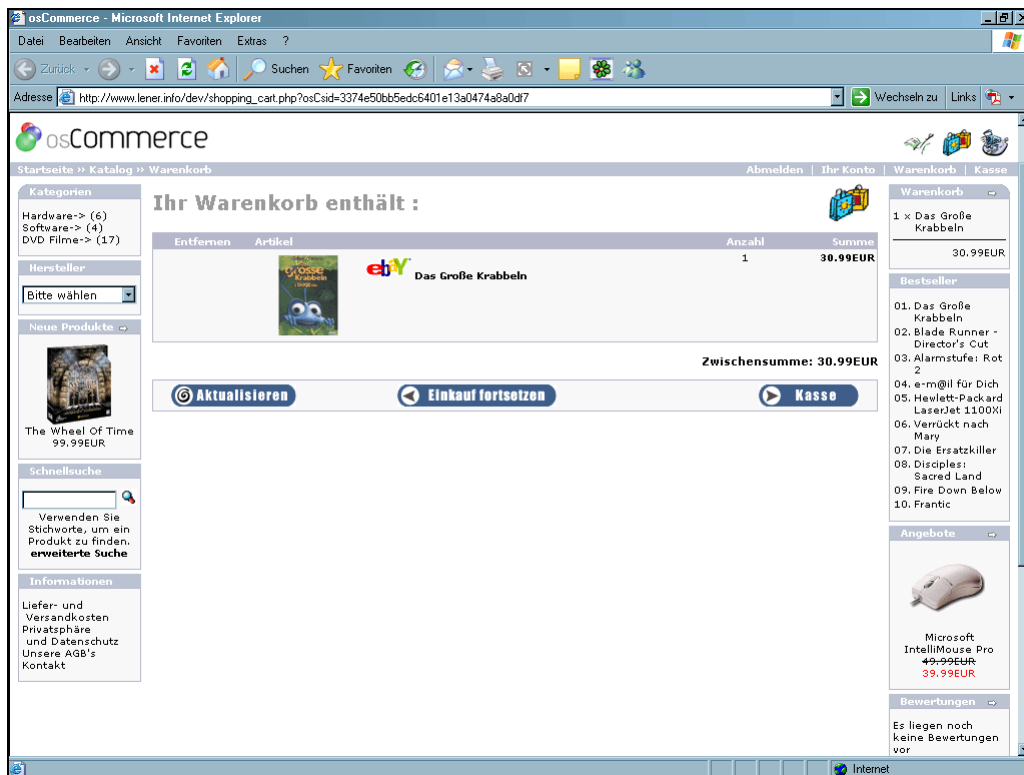 osCommerce - Microsoft Internet Explorer
Datei Bearbeiten Ansicht Favoriten Extras ?
Zurück Suchen Favoriten
Adresse http://www.lener.info/dev/shopping_cart.php?osCsid=3374e50bb5edc6401e13a0474a8a0df7 Wechseln zu Links
osCommerce
Startseite » Katalog » Warenkorb Abmelden | Ihr Konto | Warenkorb | Kasse
Kategorien
Hardware-> (6)
Software-> (4)
DVD Filme-> (17)
Hersteller
Bitte wählen
Neue Produkte
The Wheel Of Time
99.99EUR
Schnellsuche
Verwenden Sie
Stichworte, um ein
Produkt zu finden.
erweiterte Suche
Informationen
Liefer- und
Versandkosten
Privatsphäre
und Datenschutz
Unsere AGB's
Kontakt
Ihr Warenkorb enthält :
Entfernen Artikel Anzahl Summe
Grosse
Krabbeln
ebY Das Große Krabbeln 1 30.99EUR
Zwischensumme: 30.99EUR
Aktualisieren Einkauf fortsetzen Kasse
Warenkorb
1 x Das Große
Krabbeln
30.99EUR
Bestseller
01. Das Große
Krabbeln
02. Blade Runner -
Director's Cut
03. Alarmstufe: Rot
2
04. e-m@il für Dich
05. Hewlett-Packard
LaserJet 1100Xi
06. Verrückt nach
Mary
07. Die Ersatzkiller
08. Disciples:
Sacred Land
09. Fire Down Below
10. Frantic
Angebote
Microsoft
IntelliMouse Pro
49.99EUR
39.99EUR
Bewertungen
Es liegen noch
keine Bewertungen
vor
Internet